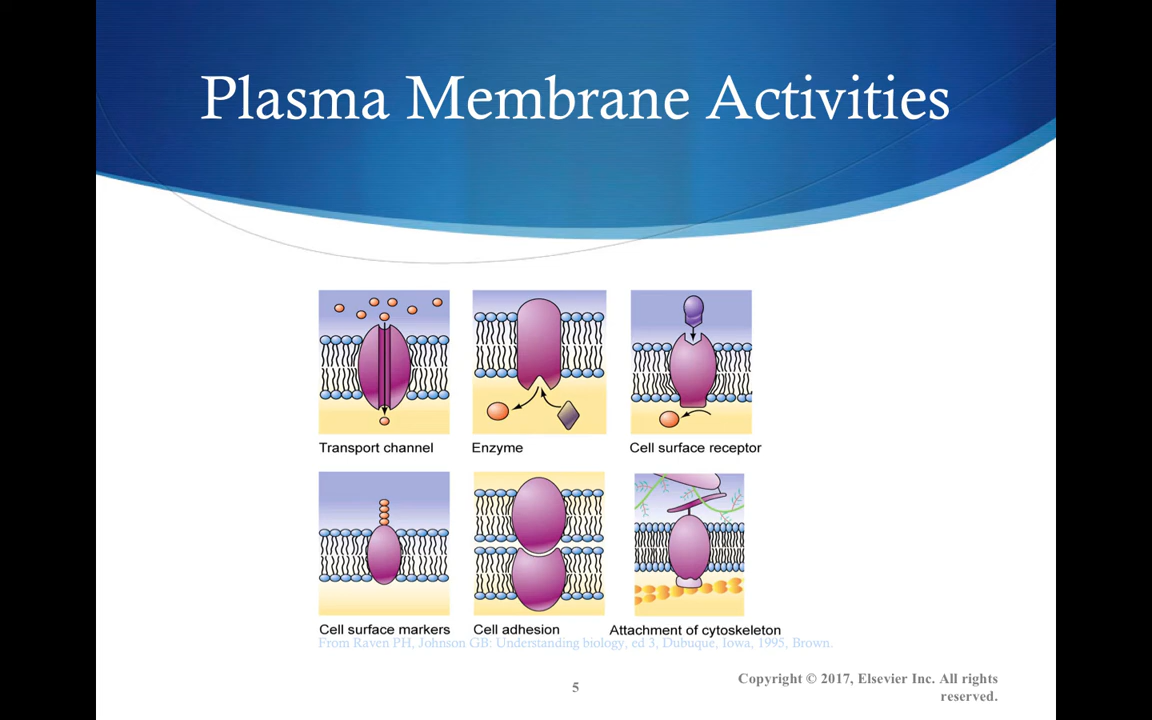 Plasma Membrane Activities
Transport channel
Enzyme
Cell surface receptor
Cell surface markers
Cell adhesion
Attachment of cytoskeleton
From Raven PH, Johnson GB: Understanding biology, ed 3, Dubuque, Iowa, 1995, Brown.
5
Copyright © 2017, Elsevier Inc. All rights
reserved.